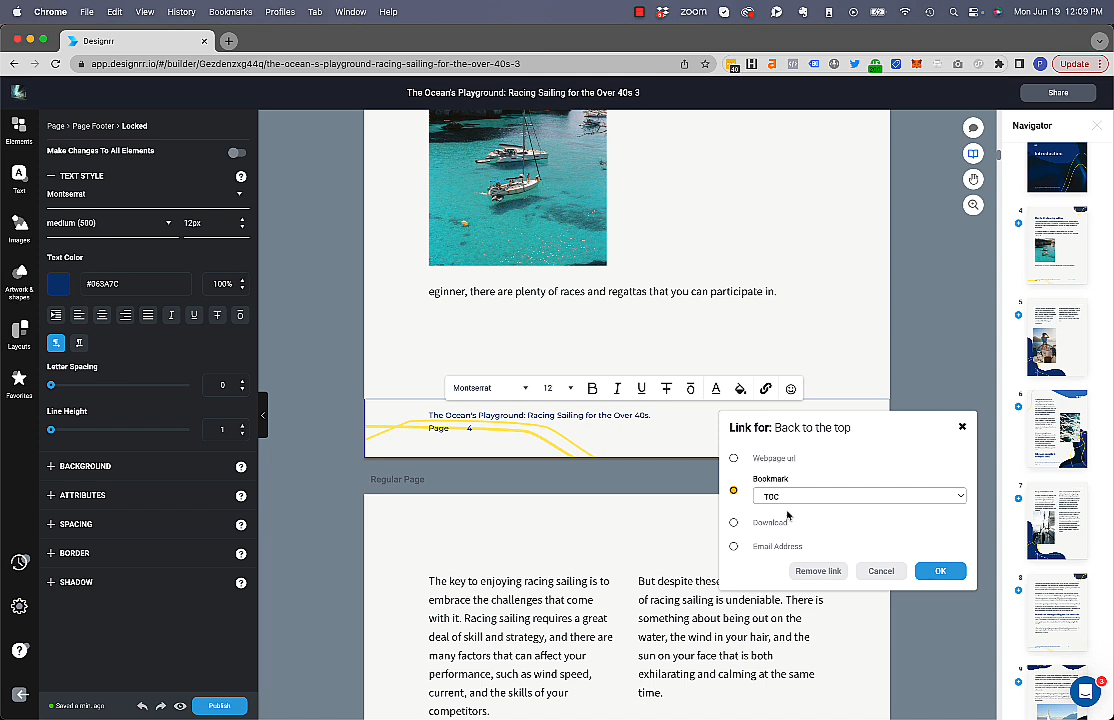 Chrome File Edit View History Bookmarks Profiles Tab Window Help
zoom
Mon Jun 19 12:09 PM
Designrr
app.designrr.io/#/builder/Gezdenzxg44q/the-ocean-s-playground-racing-sailing-for-the-over-40s-3
Update
The Ocean's Playground: Racing Sailing for the Over 40s 3
Share
Elements
Text
Images
Artwork & shapes
Layouts
Favorites
Page > Page Footer > Locked
Make Changes To All Elements
TEXT STYLE
Montserrat
medium (500)
12px
Text Color
#063A7C
100%
Letter Spacing
0
Line Height
1
BACKGROUND
ATTRIBUTES
SPACING
BORDER
SHADOW
Saved a min. ago
Publish
eginner, there are plenty of races and regattas that you can participate in.
Montserrat
12
The Ocean's Playground: Racing Sailing for the Over 40s.
Page 4
Regular Page
The key to enjoying racing sailing is to
embrace the challenges that come
with it. Racing sailing requires a great
deal of skill and strategy, and there are
many factors that can affect your
performance, such as wind speed,
current, and the skills of your
competitors.
But despite these
of racing sailing is undeniable. There is
something about being out on the
water, the wind in your hair, and the
sun on your face that is both
exhilarating and calming at the same
time.
Link for: Back to the top
Webpage url
Bookmark
TOC
Download
Email Address
Remove link
Cancel
OK
Navigator
Introduction
4
5
6
7
8
9
3